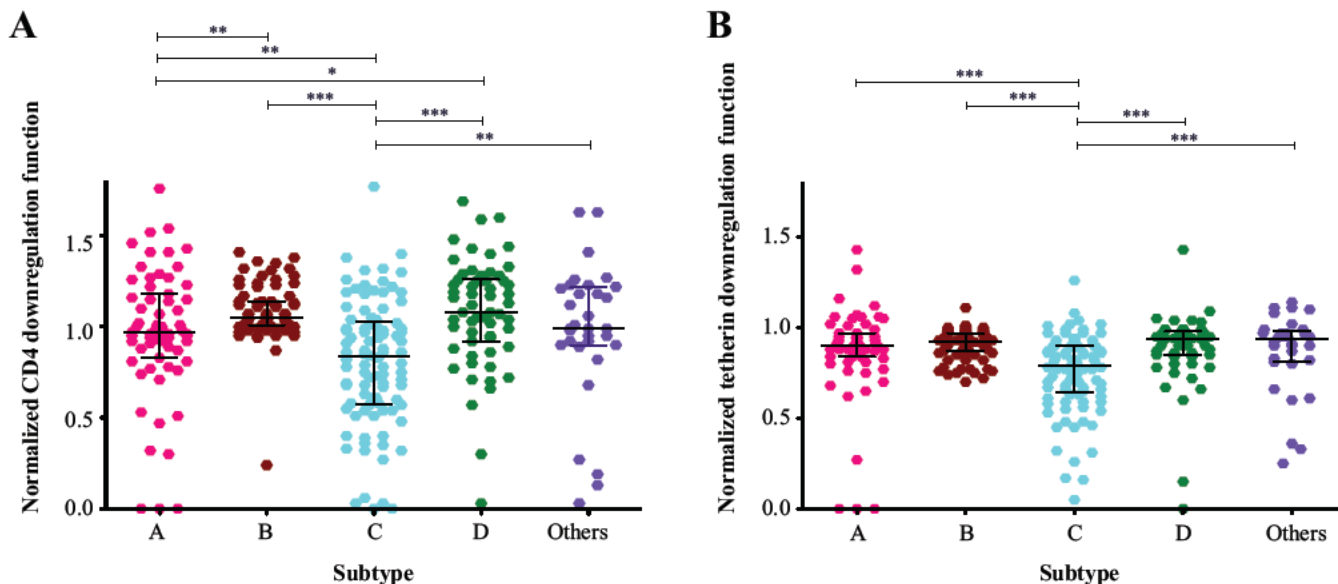 A
**
**
*
***
***
**
Normalized CD4 downregulation function
1.5
1.0
0.5
0.0
A B C D Others
Subtype
B
***
***
***
***
Normalized tetherin downregulation function
1.5
1.0
0.5
0.0
A B C D Others
Subtype